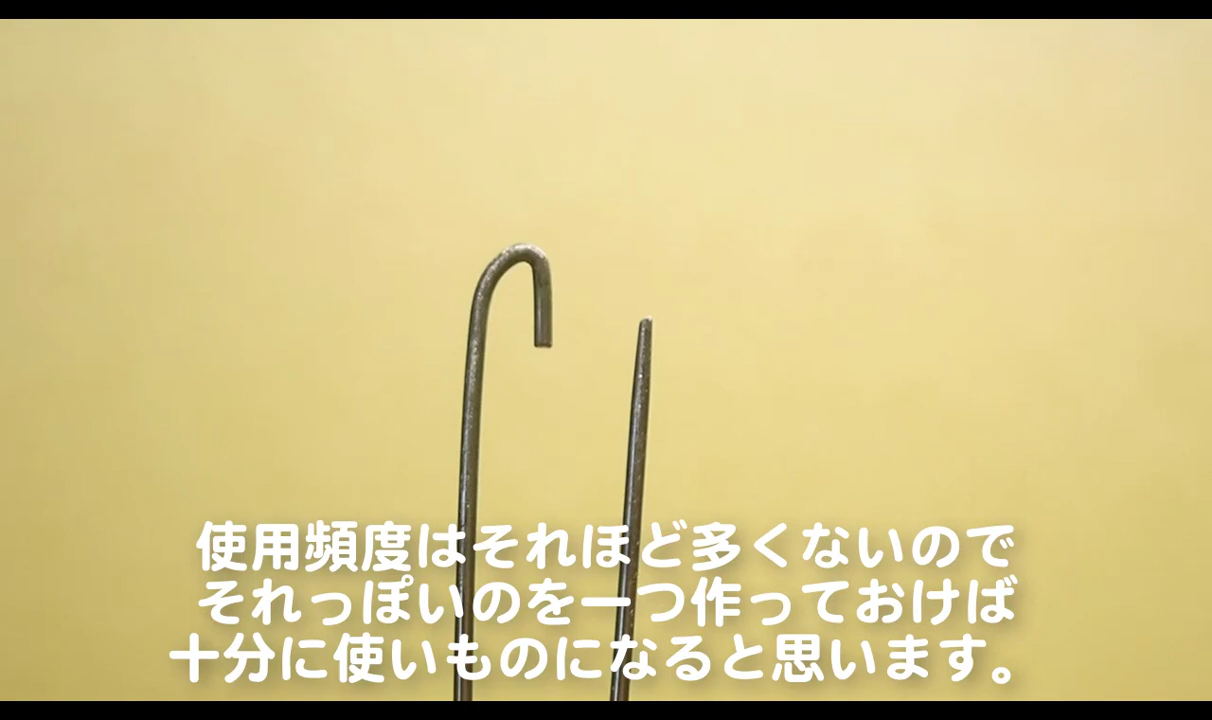 使用頻度はそれほど多くないので
それっぽいのを一つ作っておけば
十分に使いものになると思います。